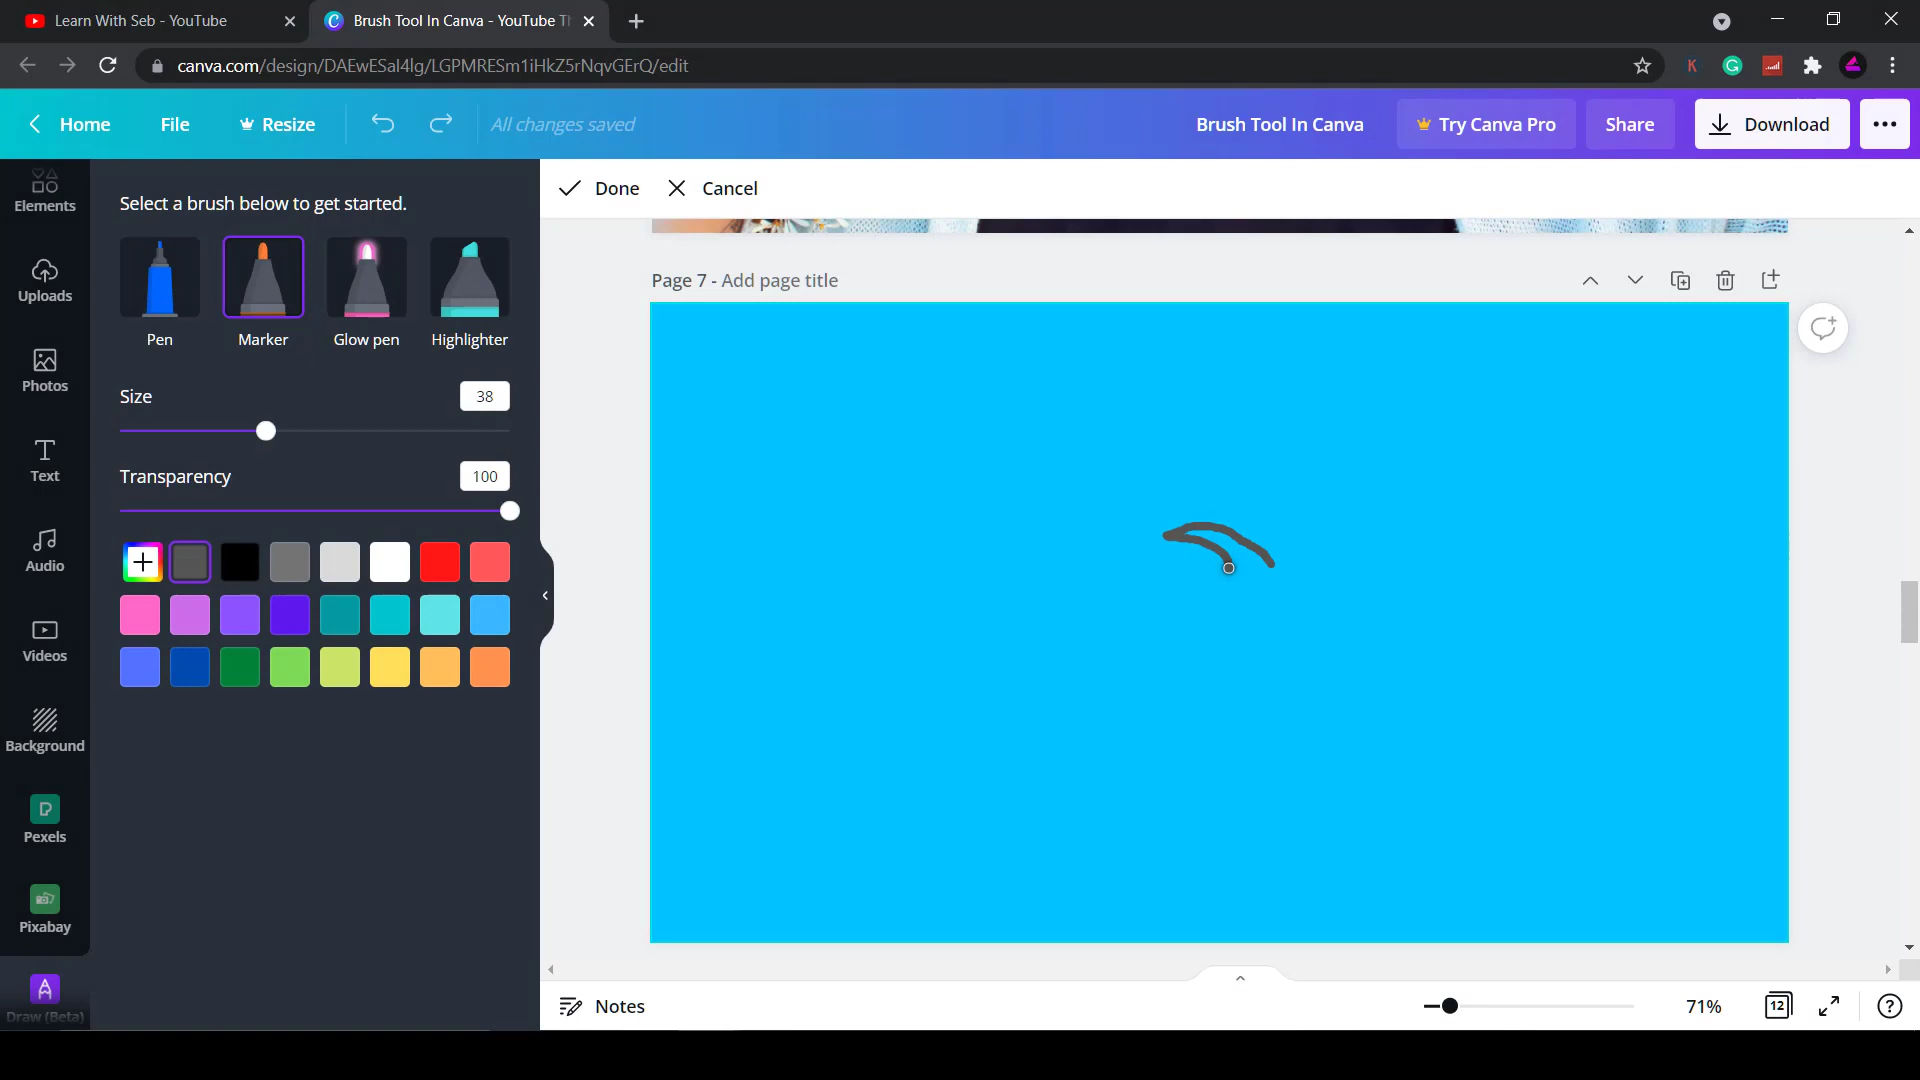 Learn With Seb - YouTube
Brush Tool In Canva - YouTube Th
canva.com/design/DAEwESal4lg/LGPMRESm1iHkZ5rNqvGErQ/edit
Home
File
Resize
All changes saved
Brush Tool In Canva
Try Canva Pro
Share
Download
Elements
Uploads
Photos
Text
Audio
Videos
Background
Pexels
Pixabay
Draw (Beta)
Select a brush below to get started.
Pen
Marker
Glow pen
Highlighter
Size
38
Transparency
100
Done
Cancel
Page 7 - Add page title
Notes
71%
12